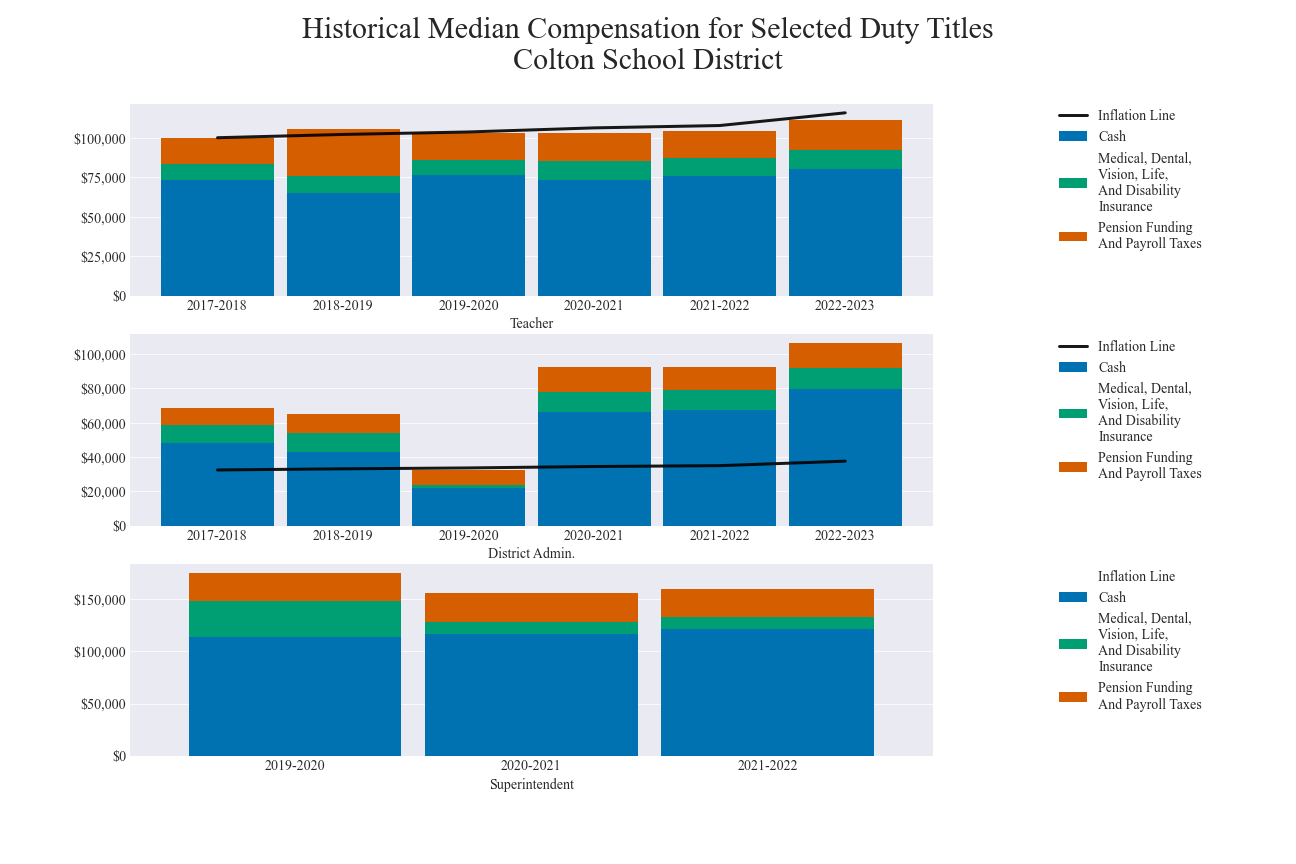 Historical Median Compensation for Selected Duty Titles
Colton School District
$100,000
$75,000
$50,000
$25,000
$0
2017-2018 2018-2019 2019-2020 2020-2021 2021-2022 2022-2023
Teacher
Inflation Line
Cash
Medical, Dental,
Vision, Life,
And Disability
Insurance
Pension Funding
And Payroll Taxes
$100,000
$80,000
$60,000
$40,000
$20,000
$0
2017-2018 2018-2019 2019-2020 2020-2021 2021-2022 2022-2023
District Admin.
Inflation Line
Cash
Medical, Dental,
Vision, Life,
And Disability
Insurance
Pension Funding
And Payroll Taxes
$150,000
$100,000
$50,000
$0
2019-2020 2020-2021 2021-2022
Superintendent
Inflation Line
Cash
Medical, Dental,
Vision, Life,
And Disability
Insurance
Pension Funding
And Payroll Taxes